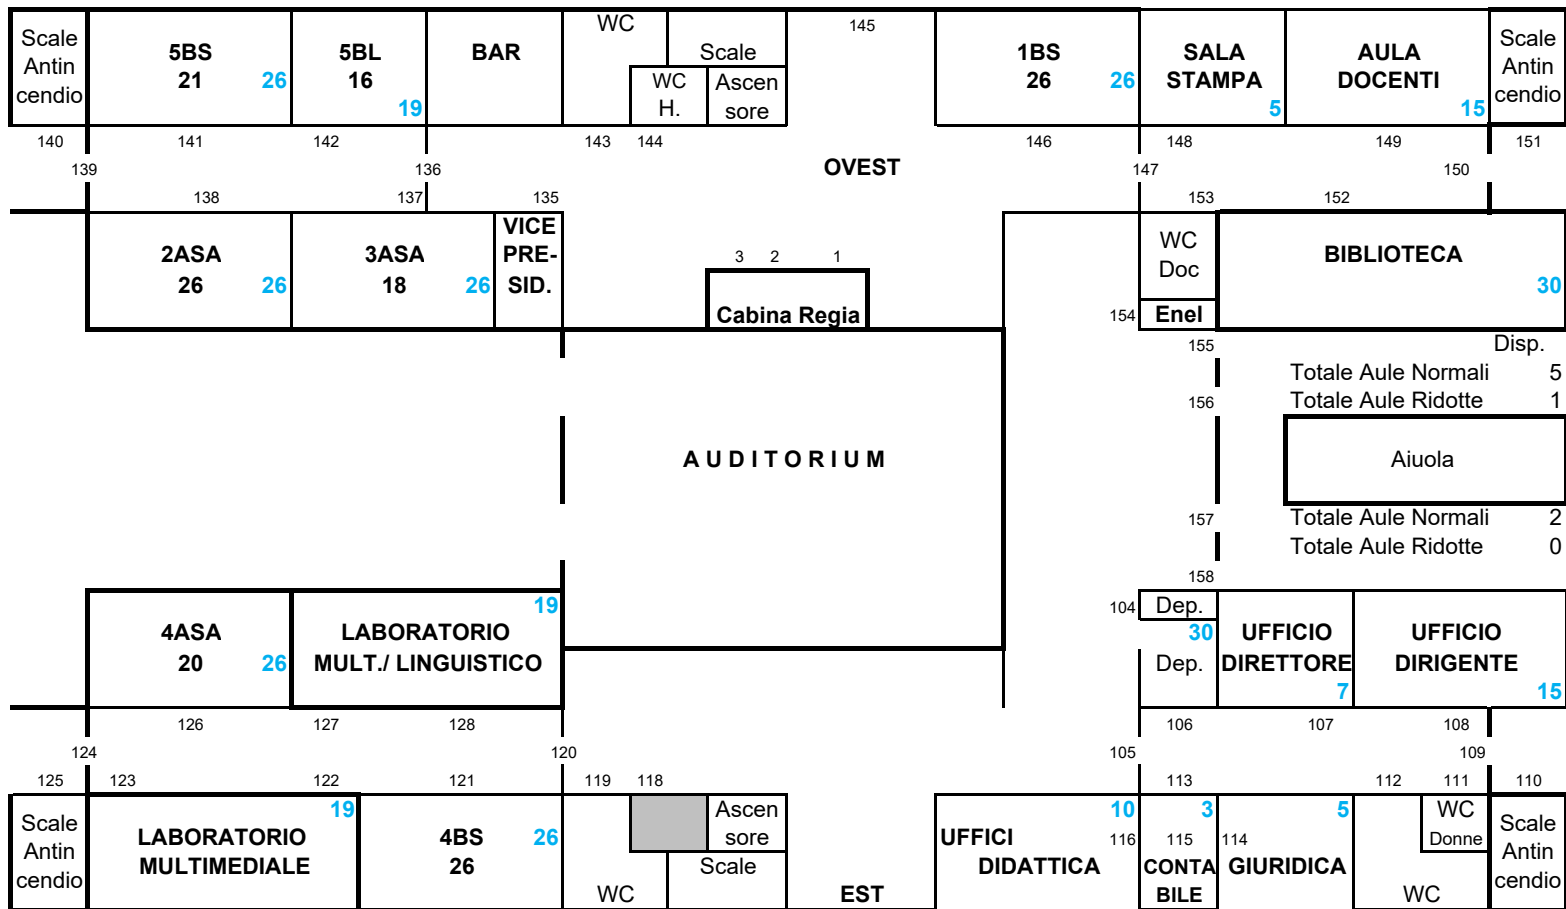 WC
145
Scale
Antin
cendio
5BS
21
26
5BL
16
19
BAR
Scale
WC
H.
Ascen
sore
1BS
26
26
SALA
STAMPA
5
AULA
DOCENTI
15
Scale
Antin
cendio
140 141 142 143 144 146 148 149 151
139 136 OVEST 147 150
138 137 135 153 152
2ASA
26
26
3ASA
18
26
VICE
PRE-
SID.
3 2 1
Cabina Regia
WC
Doc
154
Enel
BIBLIOTECA
30
155
Disp.
Totale Aule Normali 5
156
Totale Aule Ridotte 1
AUDITORIUM
Aiuola
157
Totale Aule Normali 2
Totale Aule Ridotte 0
158
4ASA
20
26
19
LABORATORIO
MULT./ LINGUISTICO
104
Dep.
30
Dep.
UFFICIO
DIRETTORE
7
UFFICIO
DIRIGENTE
15
126 127 128 106 107 108
124 120 105 109
125 123 122 121 119 118 113 112 111 110
Scale
Antin
cendio
19
LABORATORIO
MULTIMEDIALE
4BS
26
26
Ascen
sore
Scale
WC
EST
10
UFFICI
116
DIDATTICA
3
115
CONTA
BILE
5
114
GIURIDICA
WC
Donne
WC
Scale
Antin
cendio